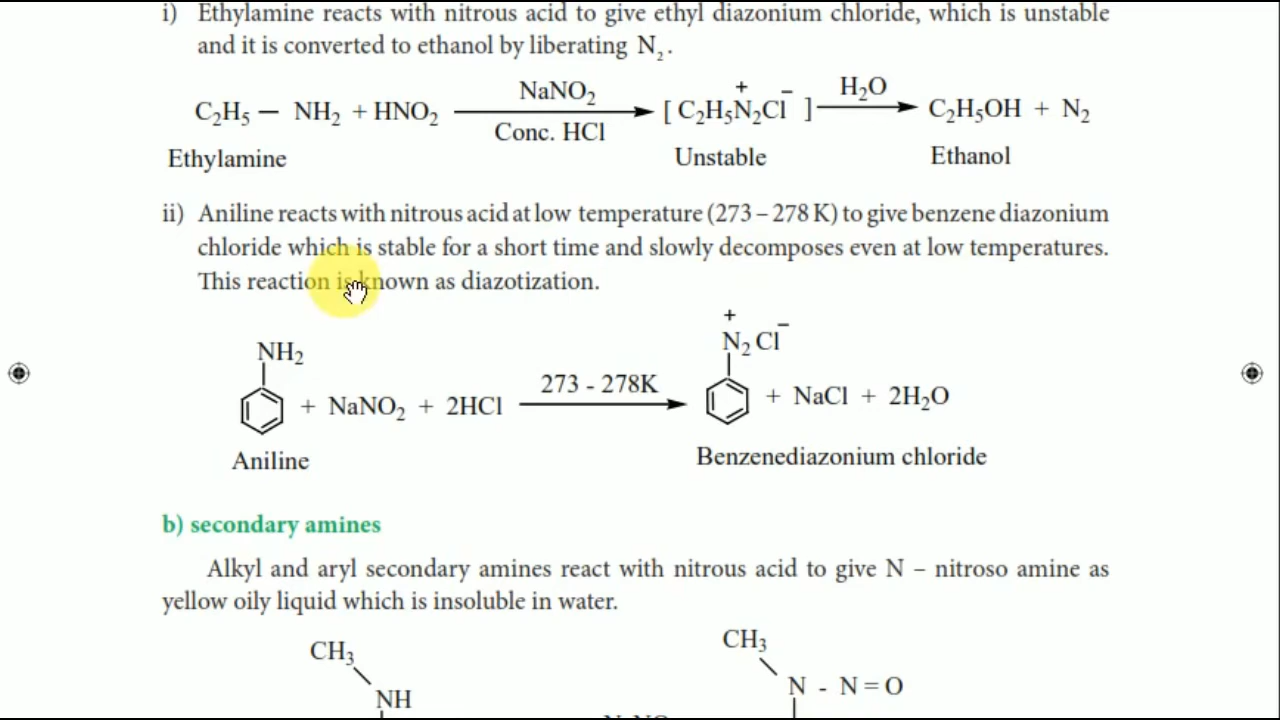 i) Ethylamine reacts with nitrous acid to give ethyl diazonium chloride, which is unstable
and it is converted to ethanol by liberating N₂.
C₂H₅ — NH₂ + HNO₂ NaNO₂ Conc. HCl [ C₂H₅N₂⁺Cl⁻ ] H₂O C₂H₅OH + N₂
Ethylamine Unstable Ethanol
ii) Aniline reacts with nitrous acid at low temperature (273 – 278 K) to give benzene diazonium
chloride which is stable for a short time and slowly decomposes even at low temperatures.
This reaction is known as diazotization.
NH₂ N₂⁺Cl⁻
+ NaNO₂ + 2HCl 273 - 278K + NaCl + 2H₂O
Aniline Benzenediazonium chloride
b) secondary amines
Alkyl and aryl secondary amines react with nitrous acid to give N – nitroso amine as
yellow oily liquid which is insoluble in water.
CH₃ CH₃
NH N - N=O